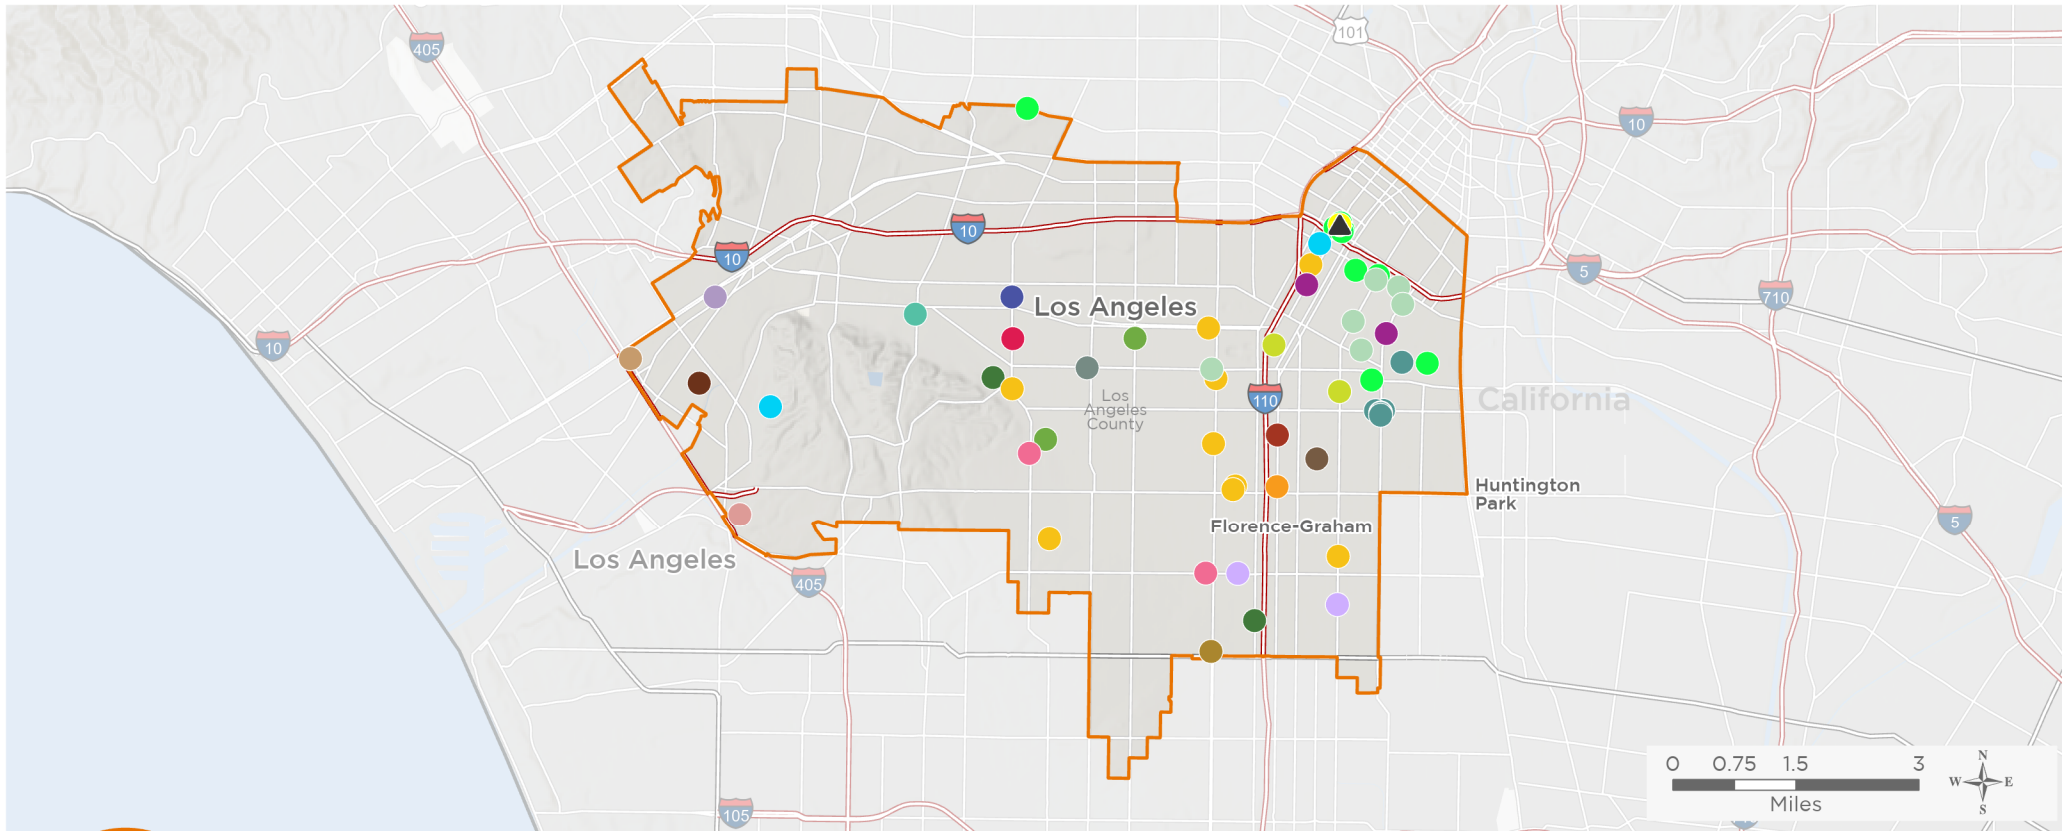 101
405
10
10
10
5
710
Los Angeles
10
Los
Angeles
County
110
California
Huntington
Park
Florence-Graham
5
Los Angeles
405
105
0 0.75 1.5 3
Miles
N
W E
S